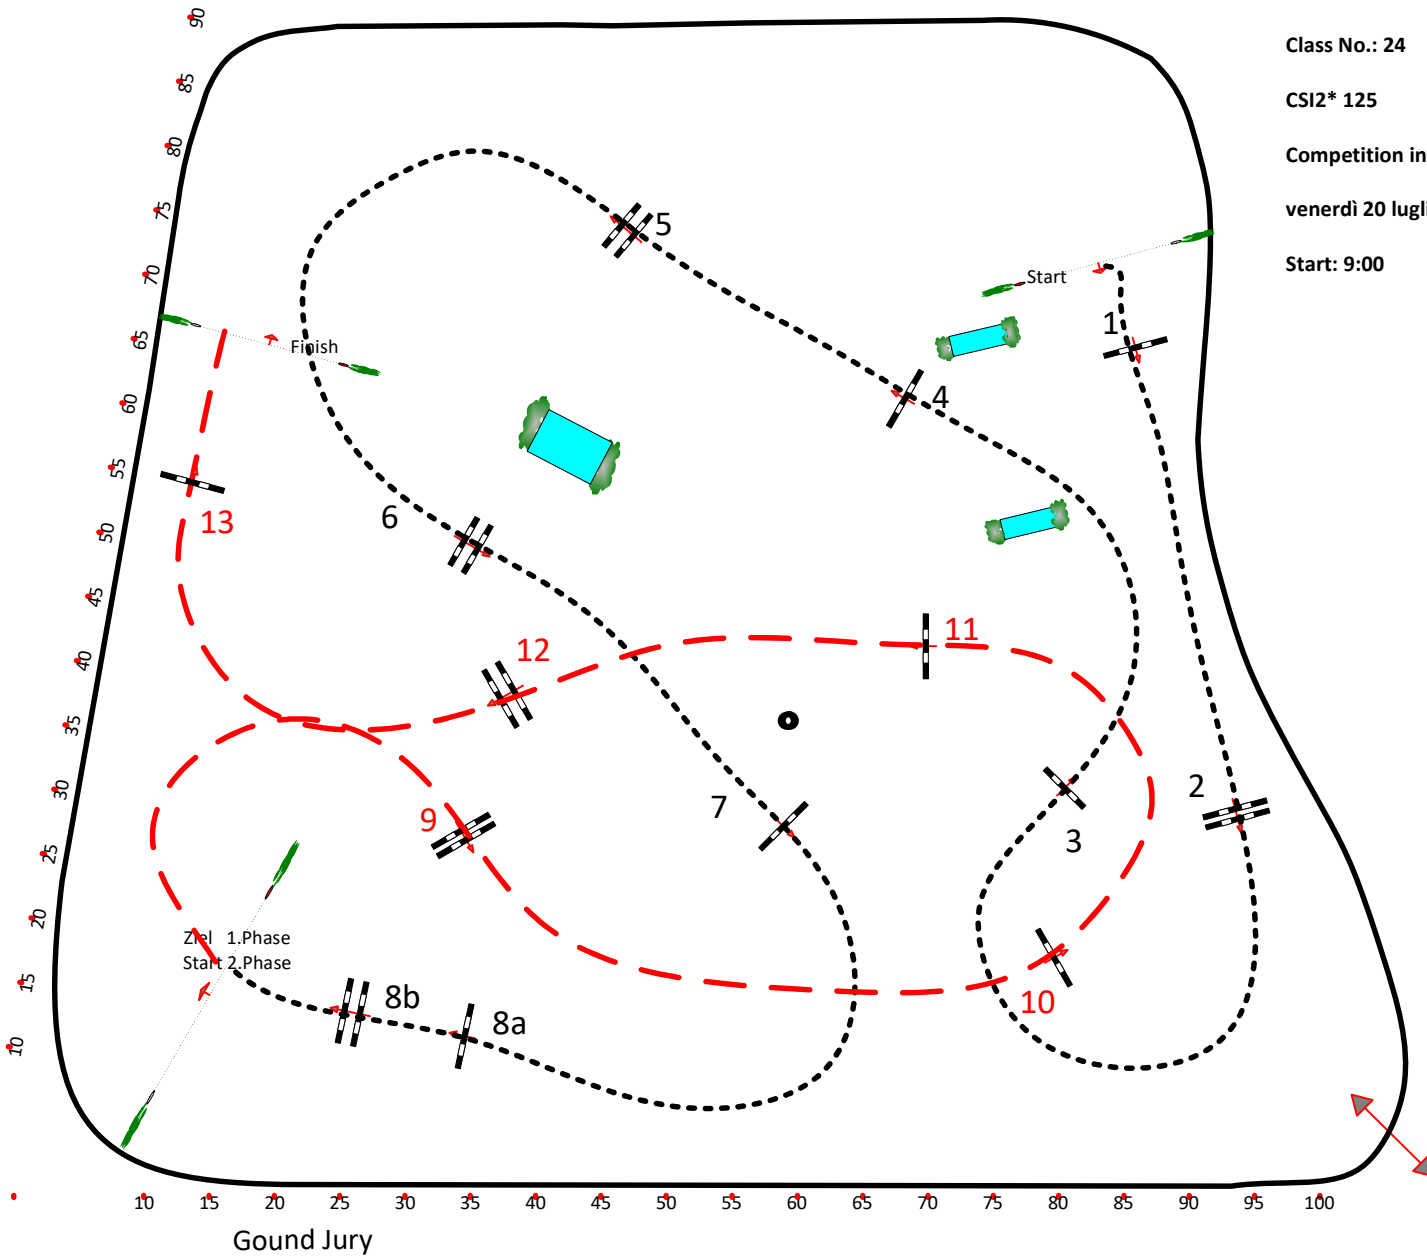 Class No.: 24
CSI2* 125
Competition in
venerdì 20 lugli
Start: 9:00
90
85
80
75
70
65
60
55
50
45
40
35
30
25
20
15
10
5
Start
1
Finish
4
13
6
11
12
2
7
9
3
Ziel 1.Phase
Start 2.Phase
8b
10
8a
10 15 20 25 30 35 40 45 50 55 60 65 70 75 80 85 90 95 100
Gound Jury